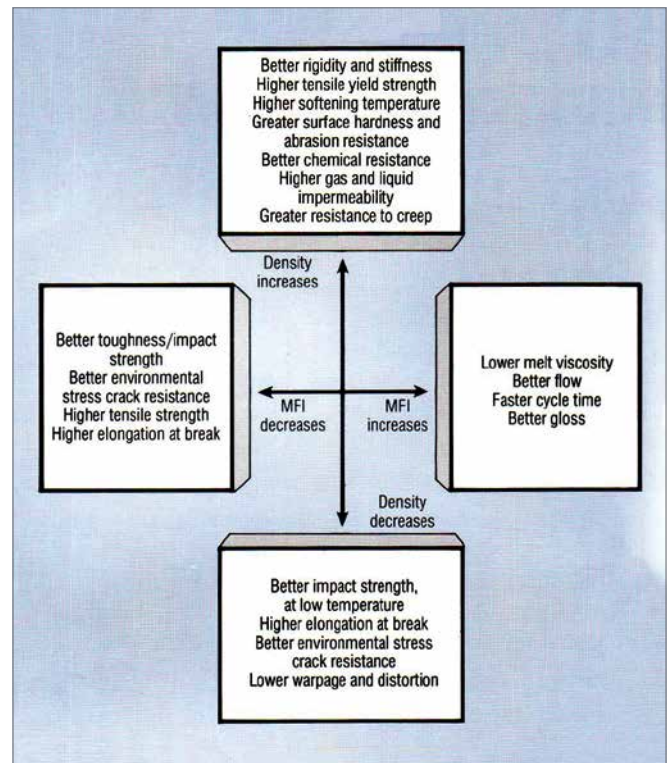 Better rigidity and stiffness
Higher tensile yield strength
Higher softening temperature
Greater surface hardness and
abrasion resistance
Better chemical resistance
Higher gas and liquid
impermeability
Greater resistance to creep
Density
increases
Better toughness/impact
strength
Better environmental
stress crack resistance
Higher tensile strength
Higher elongation at break
MFI
decreases
MFI
increases
Lower melt viscosity
Better flow
Faster cycle time
Better gloss
Density
decreases
Better impact strength,
at low temperature
Higher elongation at break
Better environmental stress
crack resistance
Lower warpage and distortion